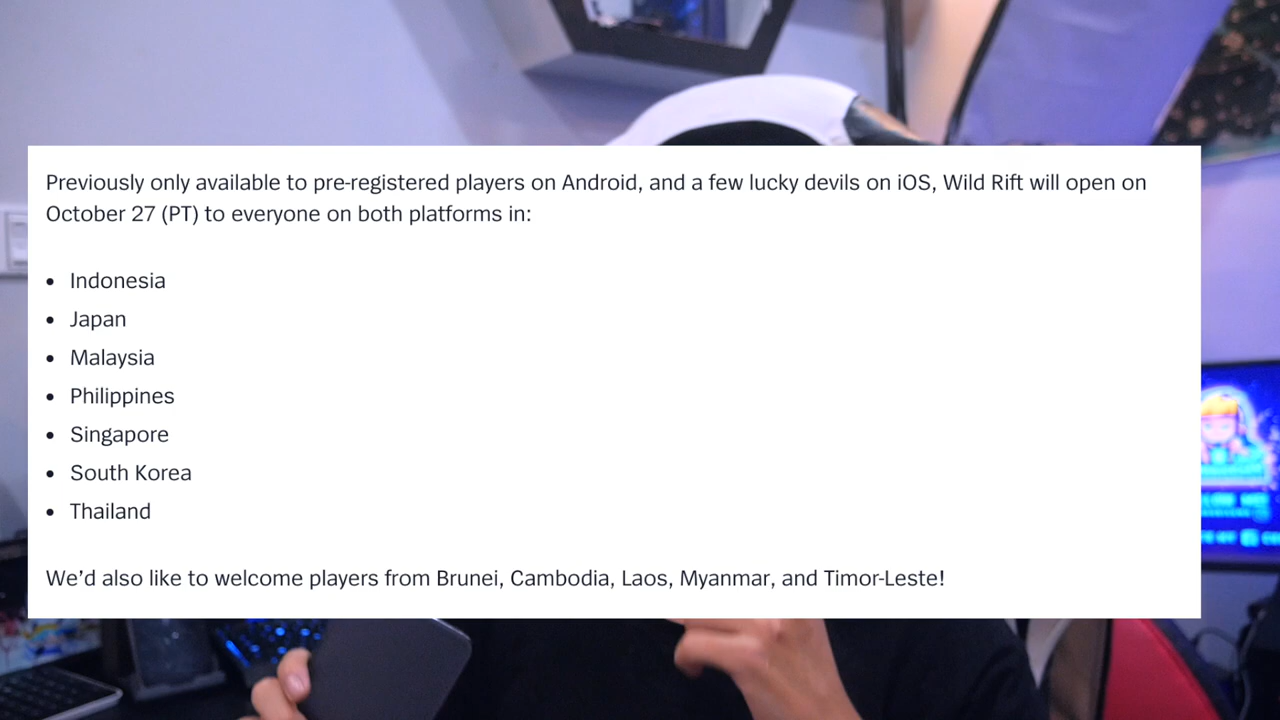 Previously only available to pre-registered players on Android, and a few lucky devils on iOS, Wild Rift will open on
October 27 (PT) to everyone on both platforms in:
• Indonesia
• Japan
• Malaysia
• Philippines
• Singapore
• South Korea
• Thailand
We’d also like to welcome players from Brunei, Cambodia, Laos, Myanmar, and Timor-Leste!